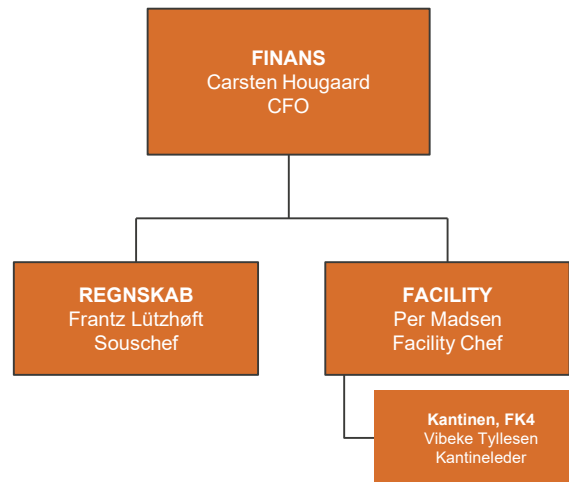 FINANS
Carsten Hougaard
CFO
REGNSKAB
Frantz Lützhøft
Souschef
FACILITY
Per Madsen
Facility Chef
Kantinen, FK4
Vibeke Tyllesen
Kantineleder